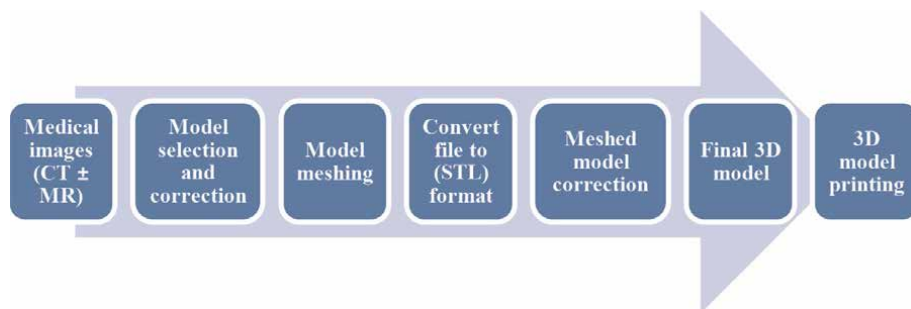 Medical
images
(CT ±
MR)
Model
selection
and
correction
Model
meshing
Convert
file to
(STL)
format
Meshed
model
correction
Final 3D
model
3D
model
printing